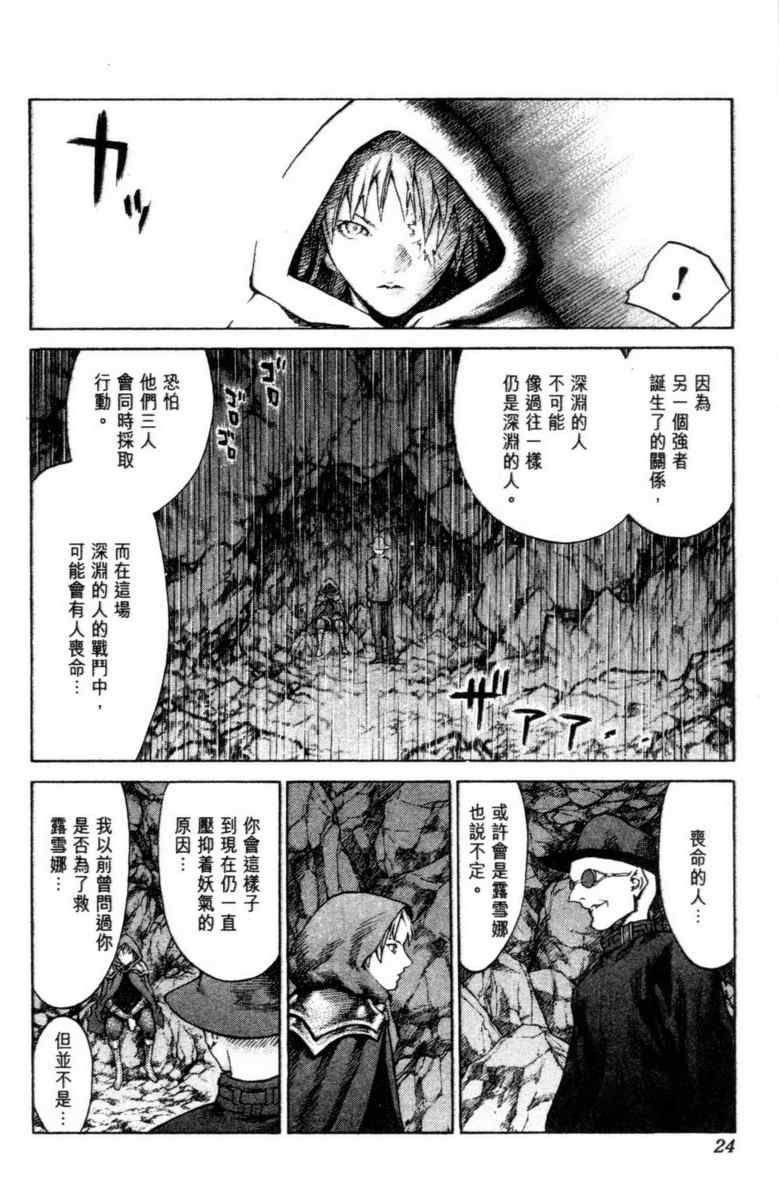 カッ
！
因為
另一個強者
誕生了的關係，
深淵的人
不可能
像過往一樣
仍是深淵的人。
ゴロ
ゴロ
ゴロ
恐怕
他們三人
會同時採取
行動。
而在這場
深淵的人的戰鬥中，
可能會有人喪命…
ザアア・・・
喪命的人…
或許會是露雪娜
也說不定。
你會這樣子
到現在仍一直
壓抑着妖氣的
原因…
我以前曾問過你
是否為了救
露雪娜…
但並不是…
24